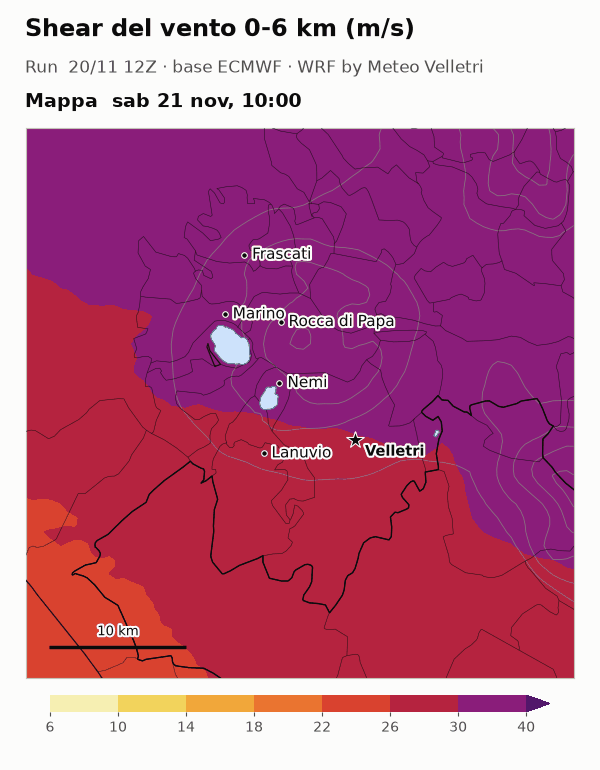 Shear del vento 0-6 km (m/s)
Run  20/11 12Z · base ECMWF · WRF by Meteo Velletri
Mappa  sab 21 nov, 10:00
Frascati
Marino
Rocca di Papa
Nemi
Lanuvio
Velletri
10 km
6 10 14 18 22 26 30 40